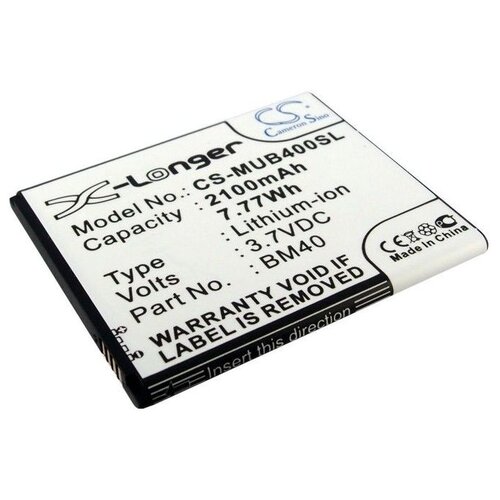 X-Longer
CS
Cameron Sino
Model No.: CS-MUB400SL
Capacity: 2100mAh
7.77Wh
Type Lithium-ion
Volts 3.7VDC
Part No.: BM40
WARRANTY VOID IF
LABEL IS REMOVED
Insert this direction
CE
Made in China